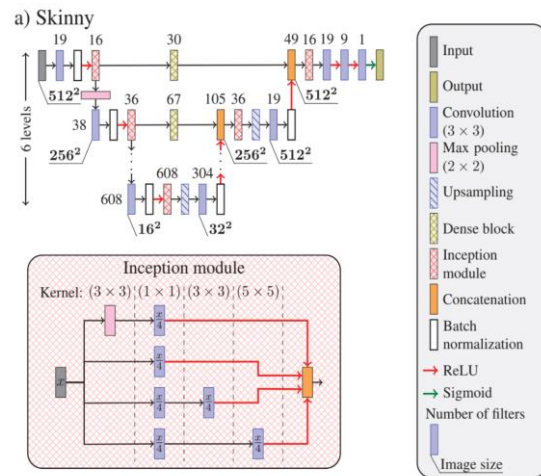 a) Skinny
19 16 30 49 16 19 9 1
512² 512²
6 levels
38 36 67 105 36 19
256² 256² 512²
608 608 304
16² 32²
Inception module
Kernel: (3 × 3) (1 × 1) (3 × 3) (5 × 5)
x/4
x x/4
x/4 x/4
x/4 x/4
Input
Output
Convolution
(3 × 3)
Max pooling
(2 × 2)
Upsampling
Dense block
Inception
module
Concatenation
Batch
normalization
ReLU
Sigmoid
Number of filters
Image size